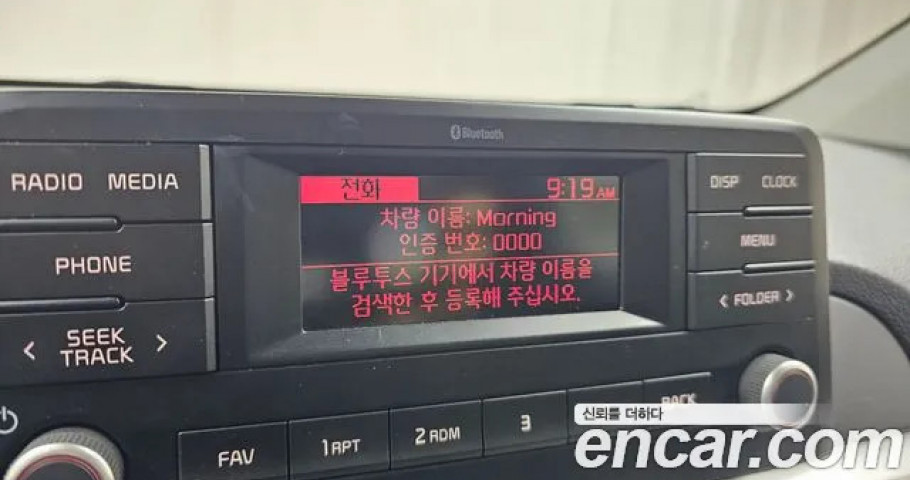 Bluetooth
RADIO MEDIA
전화 9:19 AM
DISP CLOCK
차량 이름: Morning
인증 번호: 0000
블루투스 기기에서 차량 이름을
검색한 후 등록해 주십시오.
PHONE
MENU
< SEEK TRACK >
< FOLDER >
FAV
1 RPT
2 RDM
3
BACK
신뢰를 더하다
encar.com